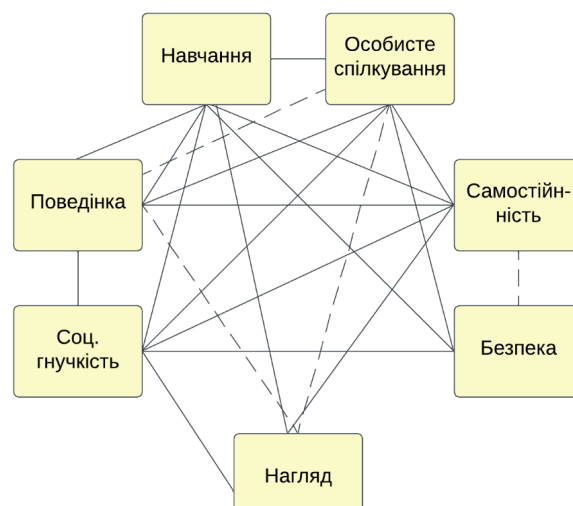 Навчання
Особисте
спілкування
Поведінка
Самостійн-
ність
Соц.
гнучкість
Безпека
Нагляд